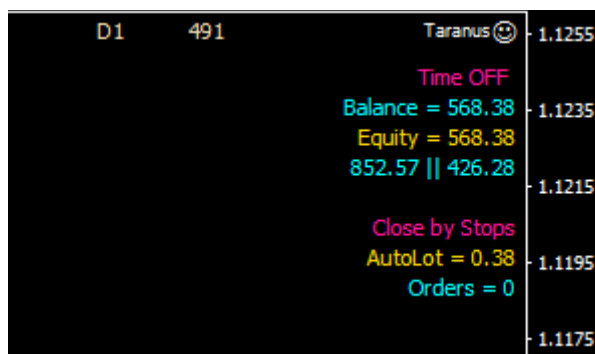 D1 491 Taranus☺ 1.1255
Time OFF
Balance = 568.38 1.1235
Equity = 568.38
852.57 || 426.28
1.1215
Close by Stops
AutoLot = 0.38 1.1195
Orders = 0
1.1175